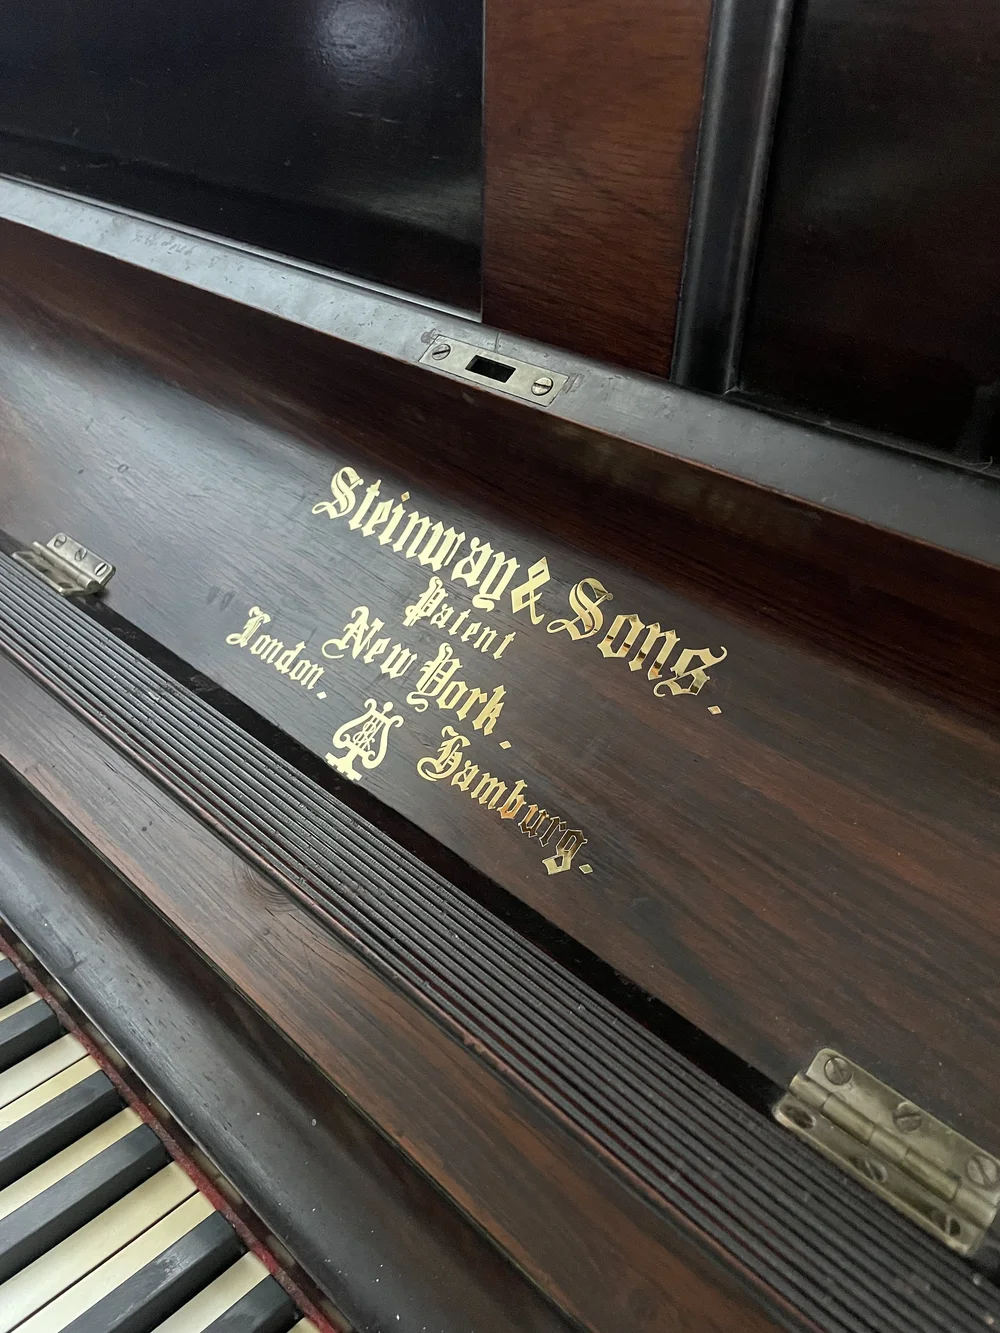 Steinway & Sons.
Patent
New York.
London. Hamburg.